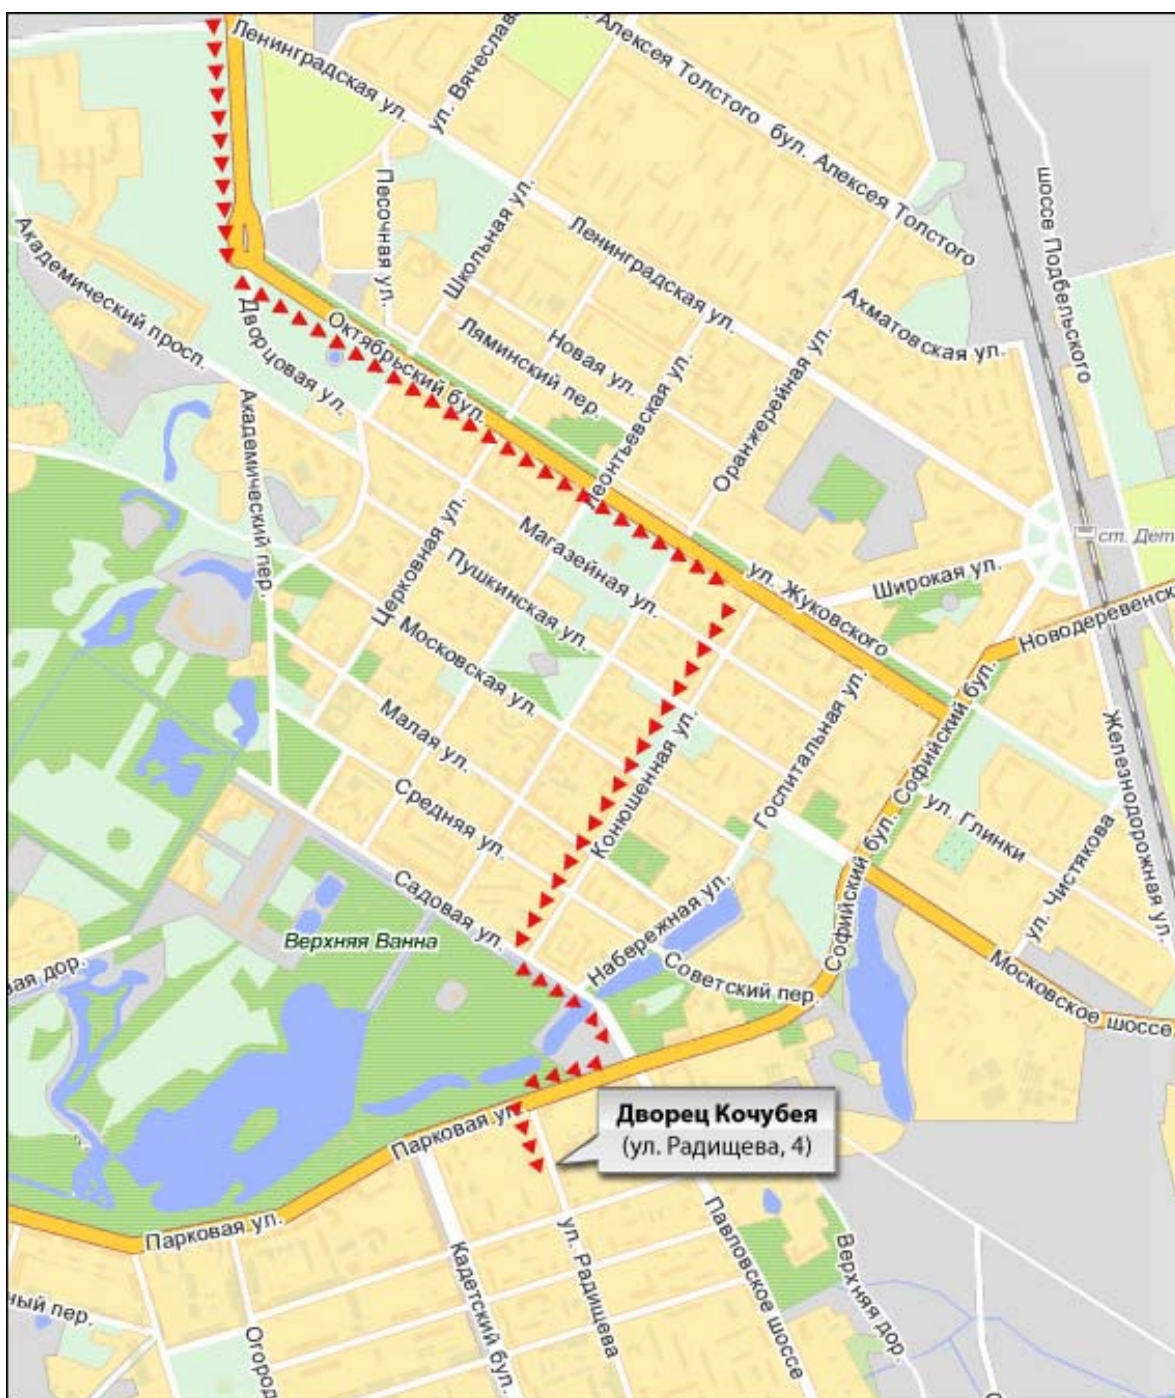 Ленинградская ул.
ул. Вячеслав
Алексея Толстого
бул. Алексея Толстого
шоссе Подбельского
Песочная ул.
Школьная ул.
Ленинградская ул.
Академический просп.
Дворцовая ул.
Октябрьский бул.
Ляминский пер.
Новая ул.
Леонтьевская ул.
Оранжерейная ул.
Ахматовская ул.
Академический пер.
Церковная ул.
Магазейная ул.
Пушкинская ул.
Московская ул.
ул. Жуковского
Широкая ул.
ст. Дет
Новодеревенск
Малая ул.
Средняя ул.
Конюшенная ул.
Госпитальная ул.
Софийский бул.
ул. Глинки
ул. Чистякова
Железнодорожная ул.
Садовая ул.
Верхняя Ванна
Набережная ул.
Советский пер.
Софийский бул.
Московское шоссе
вая дор.
Парковая ул.
Дворец Кочубея
(ул. Радищева, 4)
Парковая ул.
Кадетский бул.
ул. Радищева
Павловское шоссе
Верхняя дор.
ный пер.
Огород